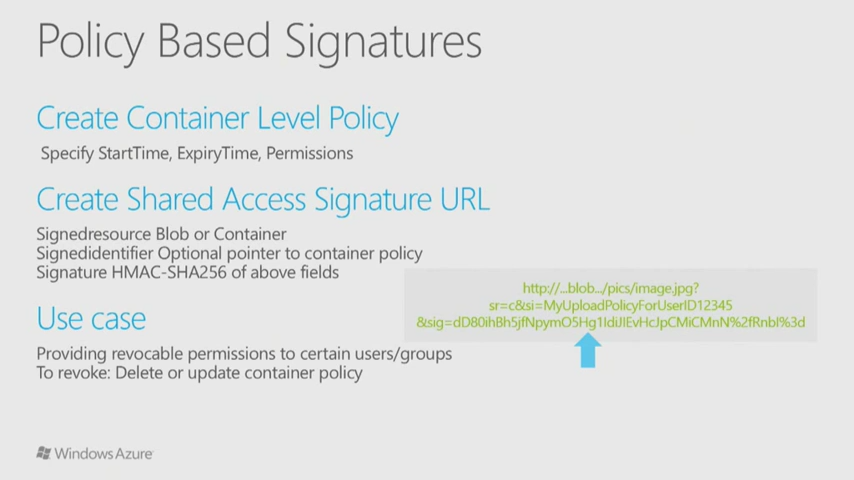 Policy Based Signatures
Create Container Level Policy
Specify StartTime, ExpiryTime, Permissions
Create Shared Access Signature URL
Signedresource Blob or Container
Signedidentifier Optional pointer to container policy
Signature HMAC-SHA256 of above fields
http://...blob.../pics/image.jpg?
sr=c&si=MyUploadPolicyForUserID12345
&sig=dD80ihBh5jfNpymO5Hg1IdiJIEvHcJpCMiCMnN%2fRnbI%3d
Use case
Providing revocable permissions to certain users/groups
To revoke: Delete or update container policy
Windows Azure